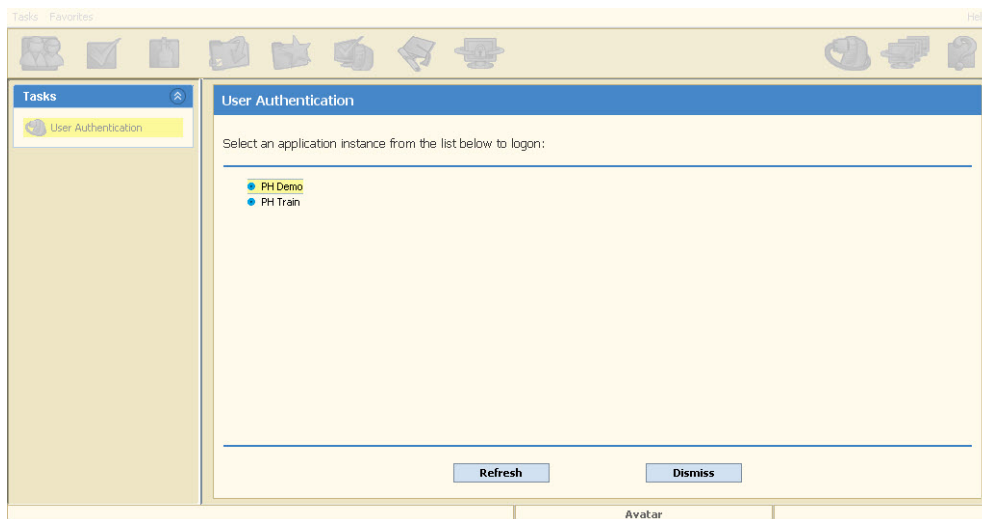 Tasks Favorites Hel
Tasks
User Authentication
User Authentication
Select an application instance from the list below to logon:
PH Demo
PH Train
Refresh Dismiss
Avatar